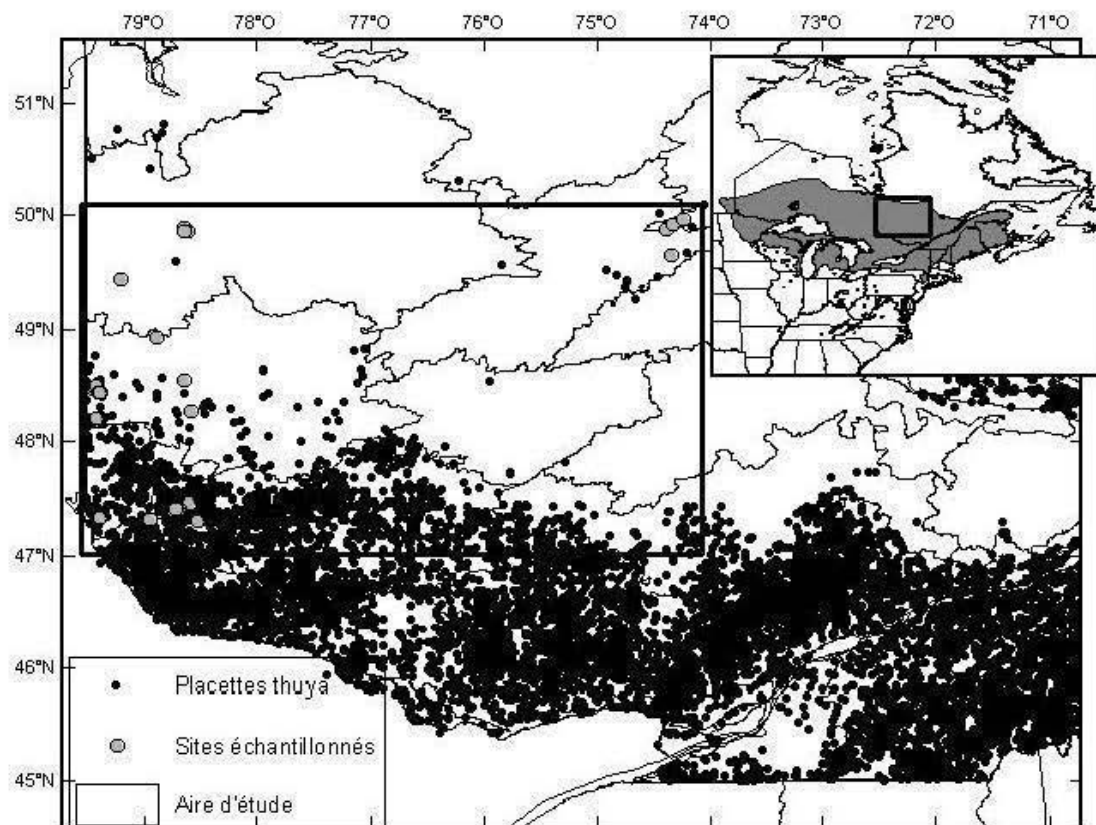 79°O 78°O 77°O 76°O 75°O 74°O 73°O 72°O 71°O
51°N
50°N
49°N
48°N
47°N
46°N
45°N
Placettes thuya
Sites échantillonnés
Aire d'étude